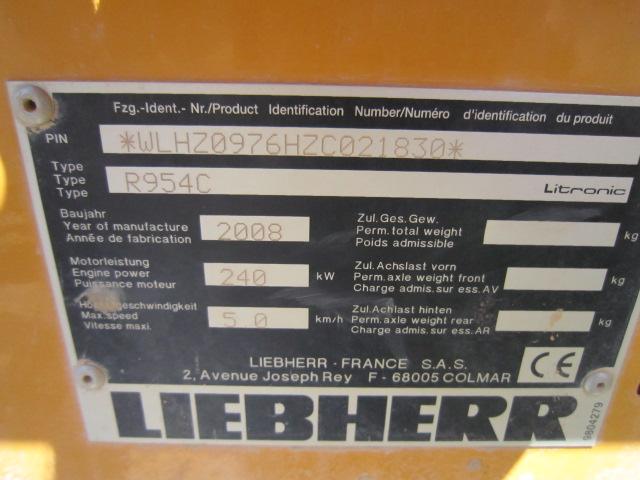 Fzg.-Ident.- Nr./Product Identification Number/Numéro d'identification du produit
PIN *WLHZ0976HZC021830*
Type
Type R954C Litronic
Type
Baujahr
Year of manufacture 2008
Année de fabrication
Zul. Ges. Gew.
Perm. total weight kg
Poids admissible
Motorleistung
Engine power 240 kW
Puissance moteur
Zul. Achslast vorn
Perm. axle weight front kg
Charge admis. sur ess. AV
Max. speed 5.0 km/h
Vitesse maxi.
Zul. Achlast hinten
Perm. axle weight rear kg
Charge admis. sur ess. AR
LIEBHERR - FRANCE S.A.S.
2, Avenue Joseph Rey F - 68005 COLMAR
CE
LIEBHERR
9804279